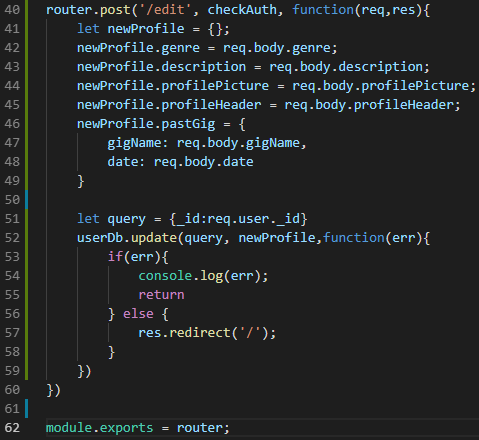 40 router.post('/edit', checkAuth, function(req,res){
41     let newProfile = {};
42     newProfile.genre = req.body.genre;
43     newProfile.description = req.body.description;
44     newProfile.profilePicture = req.body.profilePicture;
45     newProfile.profileHeader = req.body.profileHeader;
46     newProfile.pastGig = {
47         gigName: req.body.gigName,
48         date: req.body.date
49     }
50
51     let query = {_id:req.user._id}
52     userDb.update(query, newProfile,function(err){
53         if(err){
54             console.log(err);
55             return
56         } else {
57             res.redirect('/');
58         }
59     })
60 })
61
62 module.exports = router;